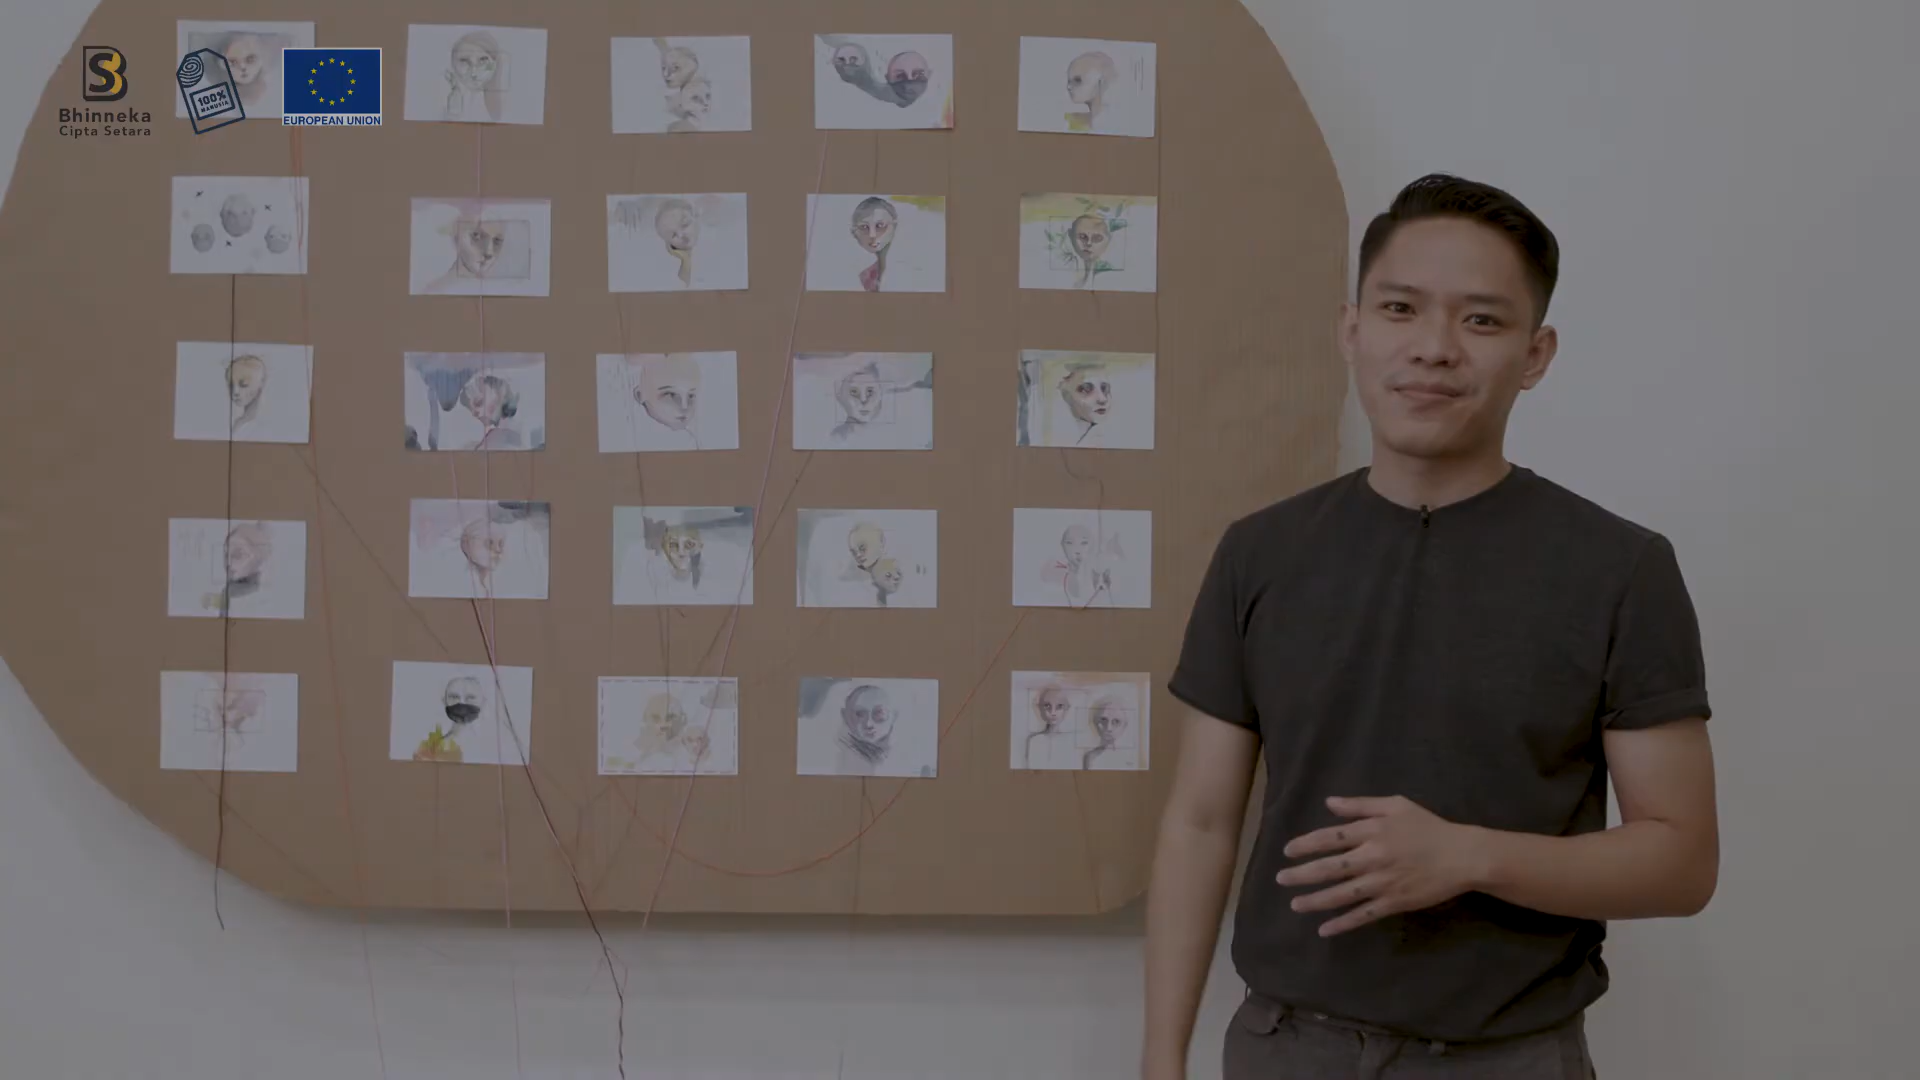 Bhinneka
Cipta Setara
100%
MANUSIA
EUROPEAN UNION